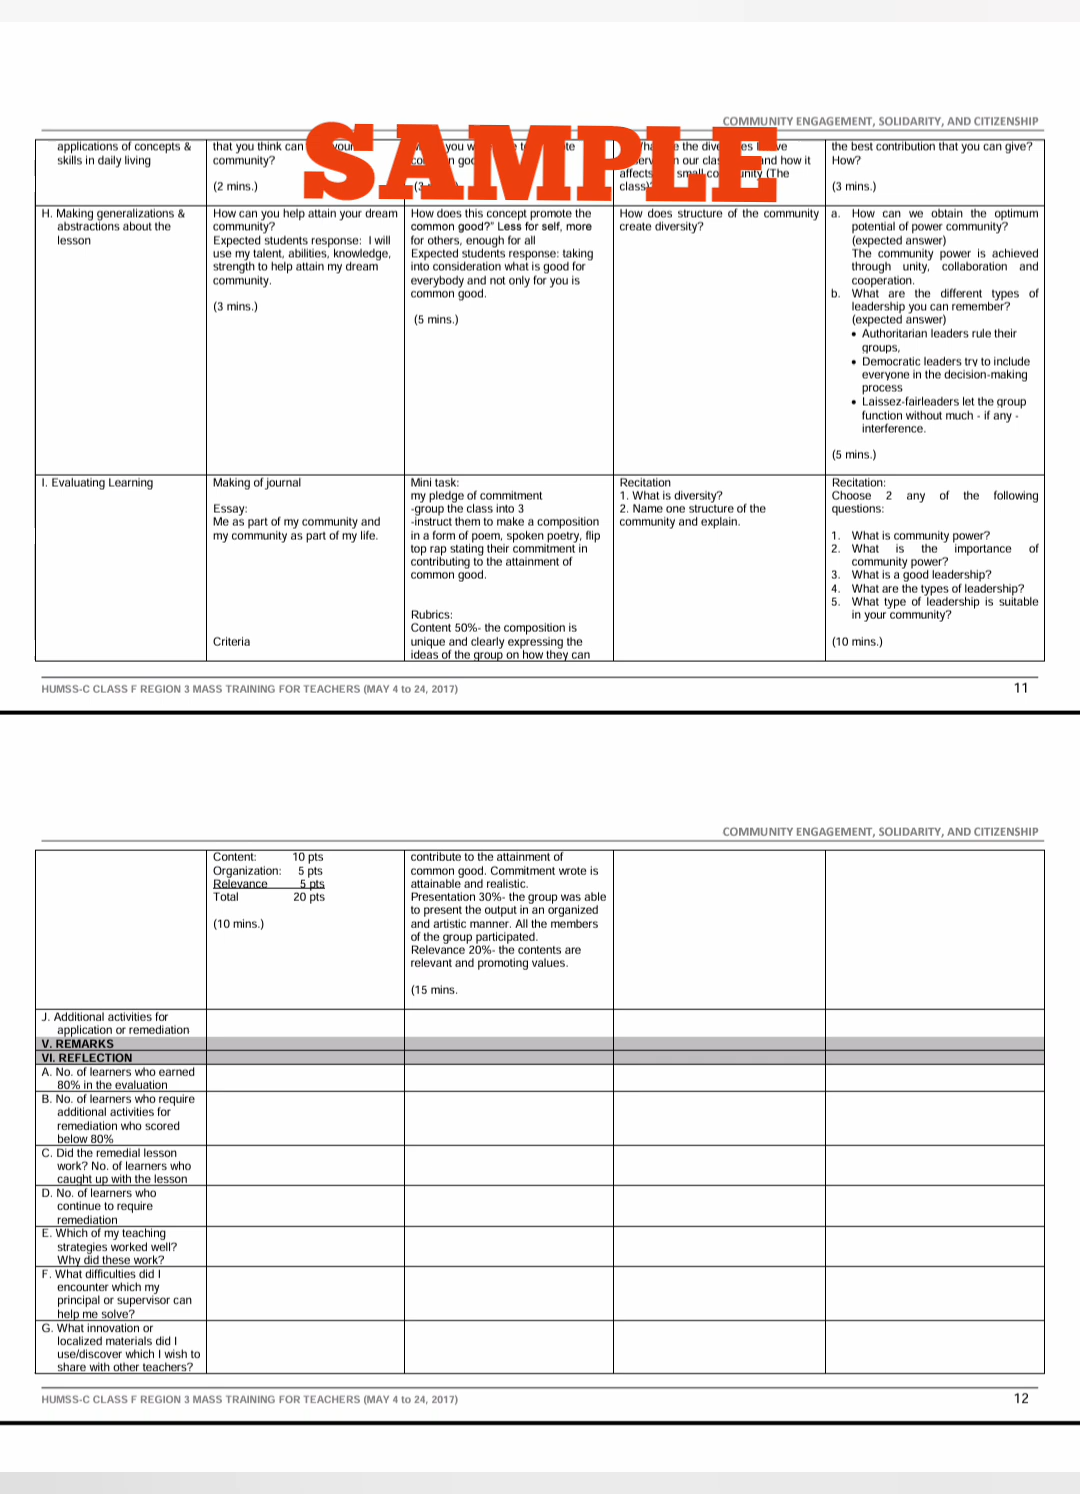 COMMUNITY ENGAGEMENT, SOLIDARITY, AND CITIZENSHIP
SAMPLE
applications of concepts &
skills in daily living
that you think can your
community?
(2 mins.)
you
(3
the
and how it
affects small community (The
class)
the best contribution that you can give?
How?
(3 mins.)
H. Making generalizations &
abstractions about the
lesson
How can you help attain your dream
community?
Expected students response: I will
use my talent, abilities, knowledge,
strength to help attain my dream
community.
(3 mins.)
How does this concept promote the
common good?" Less for self, more
for others, enough for all
Expected students response: taking
into consideration what is good for
everybody and not only for you is
common good.
(5 mins.)
How does structure of the community
create diversity?
a. How can we obtain the optimum
potential of power community?
(expected answer)
The community power is achieved
through unity, collaboration and
cooperation.
b. What are the different types of
leadership you can remember?
(expected answer)
• Authoritarian leaders rule their
groups,
• Democratic leaders try to include
everyone in the decision-making
process
• Laissez-fairleaders let the group
function without much - if any -
interference.
(5 mins.)
I. Evaluating Learning
Making of journal
Essay:
Me as part of my community and
my community as part of my life.
Criteria
Mini task:
my pledge of commitment
-group the class into 3
-instruct them to make a composition
in a form of poem, spoken poetry, flip
top rap stating their commitment in
contributing to the attainment of
common good.
Rubrics:
Content 50%- the composition is
unique and clearly expressing the
ideas of the group on how they can
Recitation
1. What is diversity?
2. Name one structure of the
community and explain.
Recitation:
Choose 2 any of the following
questions:
1. What is community power?
2. What is the importance of
community power?
3. What is a good leadership?
4. What are the types of leadership?
5. What type of leadership is suitable
in your community?
(10 mins.)
HUMSS-C CLASS F REGION 3 MASS TRAINING FOR TEACHERS (MAY 4 to 24, 2017)
11
COMMUNITY ENGAGEMENT, SOLIDARITY, AND CITIZENSHIP
Content: 10 pts
Organization: 5 pts
Relevance 5 pts
Total 20 pts
(10 mins.)
contribute to the attainment of
common good. Commitment wrote is
attainable and realistic.
Presentation 30%- the group was able
to present the output in an organized
and artistic manner. All the members
of the group participated.
Relevance 20%- the contents are
relevant and promoting values.
(15 mins.
J. Additional activities for
application or remediation
V. REMARKS
VI. REFLECTION
A. No. of learners who earned
80% in the evaluation
B. No. of learners who require
additional activities for
remediation who scored
below 80%
C. Did the remedial lesson
work? No. of learners who
caught up with the lesson
D. No. of learners who
continue to require
remediation
E. Which of my teaching
strategies worked well?
Why did these work?
F. What difficulties did I
encounter which my
principal or supervisor can
help me solve?
G. What innovation or
localized materials did I
use/discover which I wish to
share with other teachers?
HUMSS-C CLASS F REGION 3 MASS TRAINING FOR TEACHERS (MAY 4 to 24, 2017)
12